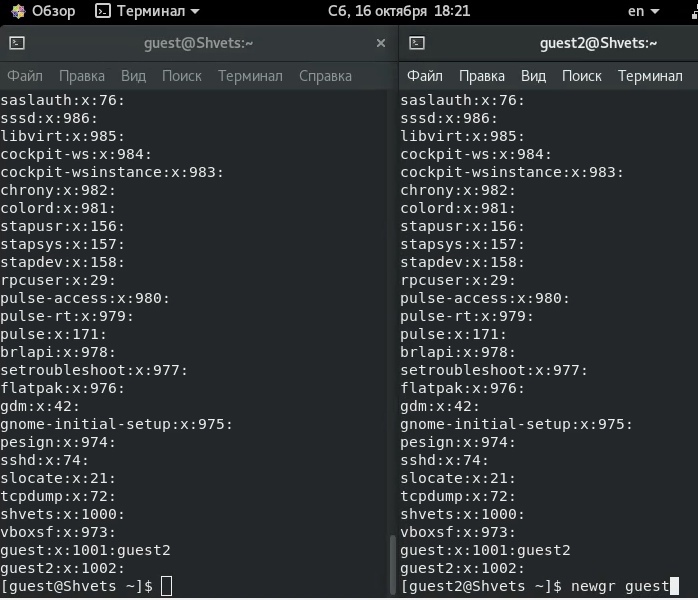 Обзор Терминал Сб, 16 октября 18:21 en
guest@Shvets:~ ×
Файл Правка Вид Поиск Терминал Справка
saslauth:x:76:
sssd:x:986:
libvirt:x:985:
cockpit-ws:x:984:
cockpit-wsinstance:x:983:
chrony:x:982:
colord:x:981:
stapusr:x:156:
stapsys:x:157:
stapdev:x:158:
rpcuser:x:29:
pulse-access:x:980:
pulse-rt:x:979:
pulse:x:171:
brlapi:x:978:
setroubleshoot:x:977:
flatpak:x:976:
gdm:x:42:
gnome-initial-setup:x:975:
pesign:x:974:
sshd:x:74:
slocate:x:21:
tcpdump:x:72:
shvets:x:1000:
vboxsf:x:973:
guest:x:1001:guest2
guest2:x:1002:
[guest@Shvets ~]$
guest2@Shvets:~
Файл Правка Вид Поиск Терминал
saslauth:x:76:
sssd:x:986:
libvirt:x:985:
cockpit-ws:x:984:
cockpit-wsinstance:x:983:
chrony:x:982:
colord:x:981:
stapusr:x:156:
stapsys:x:157:
stapdev:x:158:
rpcuser:x:29:
pulse-access:x:980:
pulse-rt:x:979:
pulse:x:171:
brlapi:x:978:
setroubleshoot:x:977:
flatpak:x:976:
gdm:x:42:
gnome-initial-setup:x:975:
pesign:x:974:
sshd:x:74:
slocate:x:21:
tcpdump:x:72:
shvets:x:1000:
vboxsf:x:973:
guest:x:1001:guest2
guest2:x:1002:
[guest2@Shvets ~]$ newgr guest